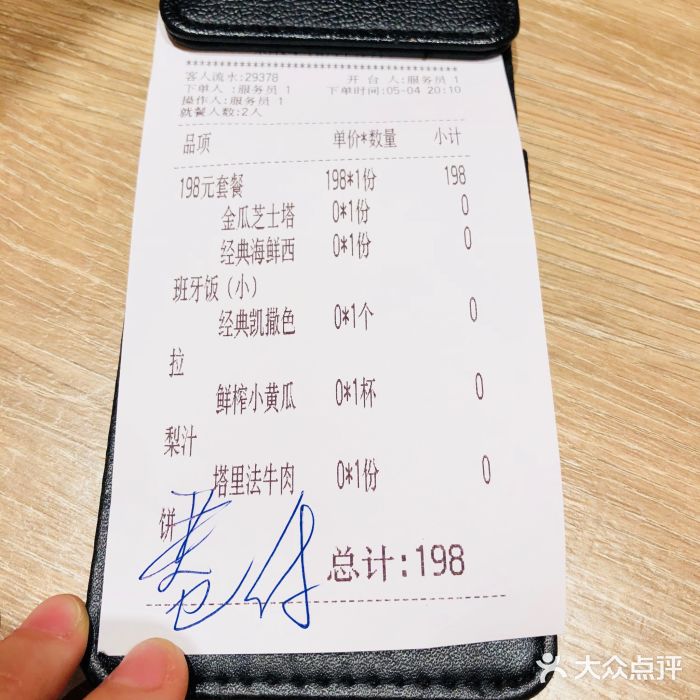 客人流水:29378 开 台 人:服务员 1
下单人 :服务员 1 下单时间:05-04 20:10
操作人:服务员 1
就餐人数:2人
品项 单价*数量 小计
198元套餐 198*1份 198
金瓜芝士塔 0*1份 0
经典海鲜西 0*1份 0
班牙饭（小）
经典凯撒色 0*1个 0
拉
鲜榨小黄瓜 0*1杯 0
梨汁
塔里法牛肉 0*1份 0
饼
总计:198
大众点评